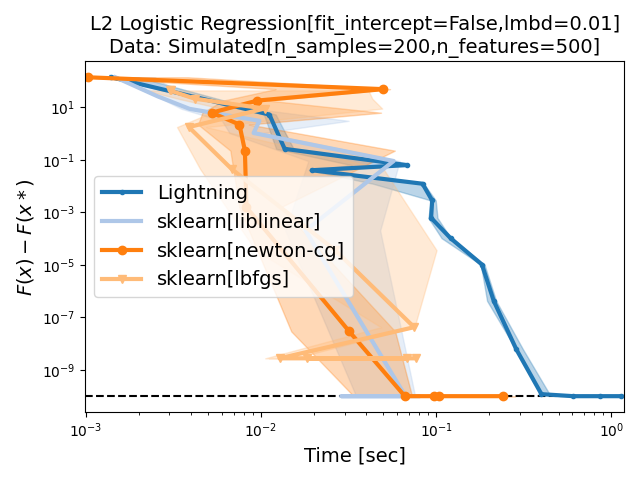 L2 Logistic Regression[fit_intercept=False,lmbd=0.01]
Data: Simulated[n_samples=200,n_features=500]
F(x) − F(x*)
10¹
10⁻¹
10⁻³
10⁻⁵
10⁻⁷
10⁻⁹
Lightning
sklearn[liblinear]
sklearn[newton-cg]
sklearn[lbfgs]
10⁻³ 10⁻² 10⁻¹ 10⁰
Time [sec]